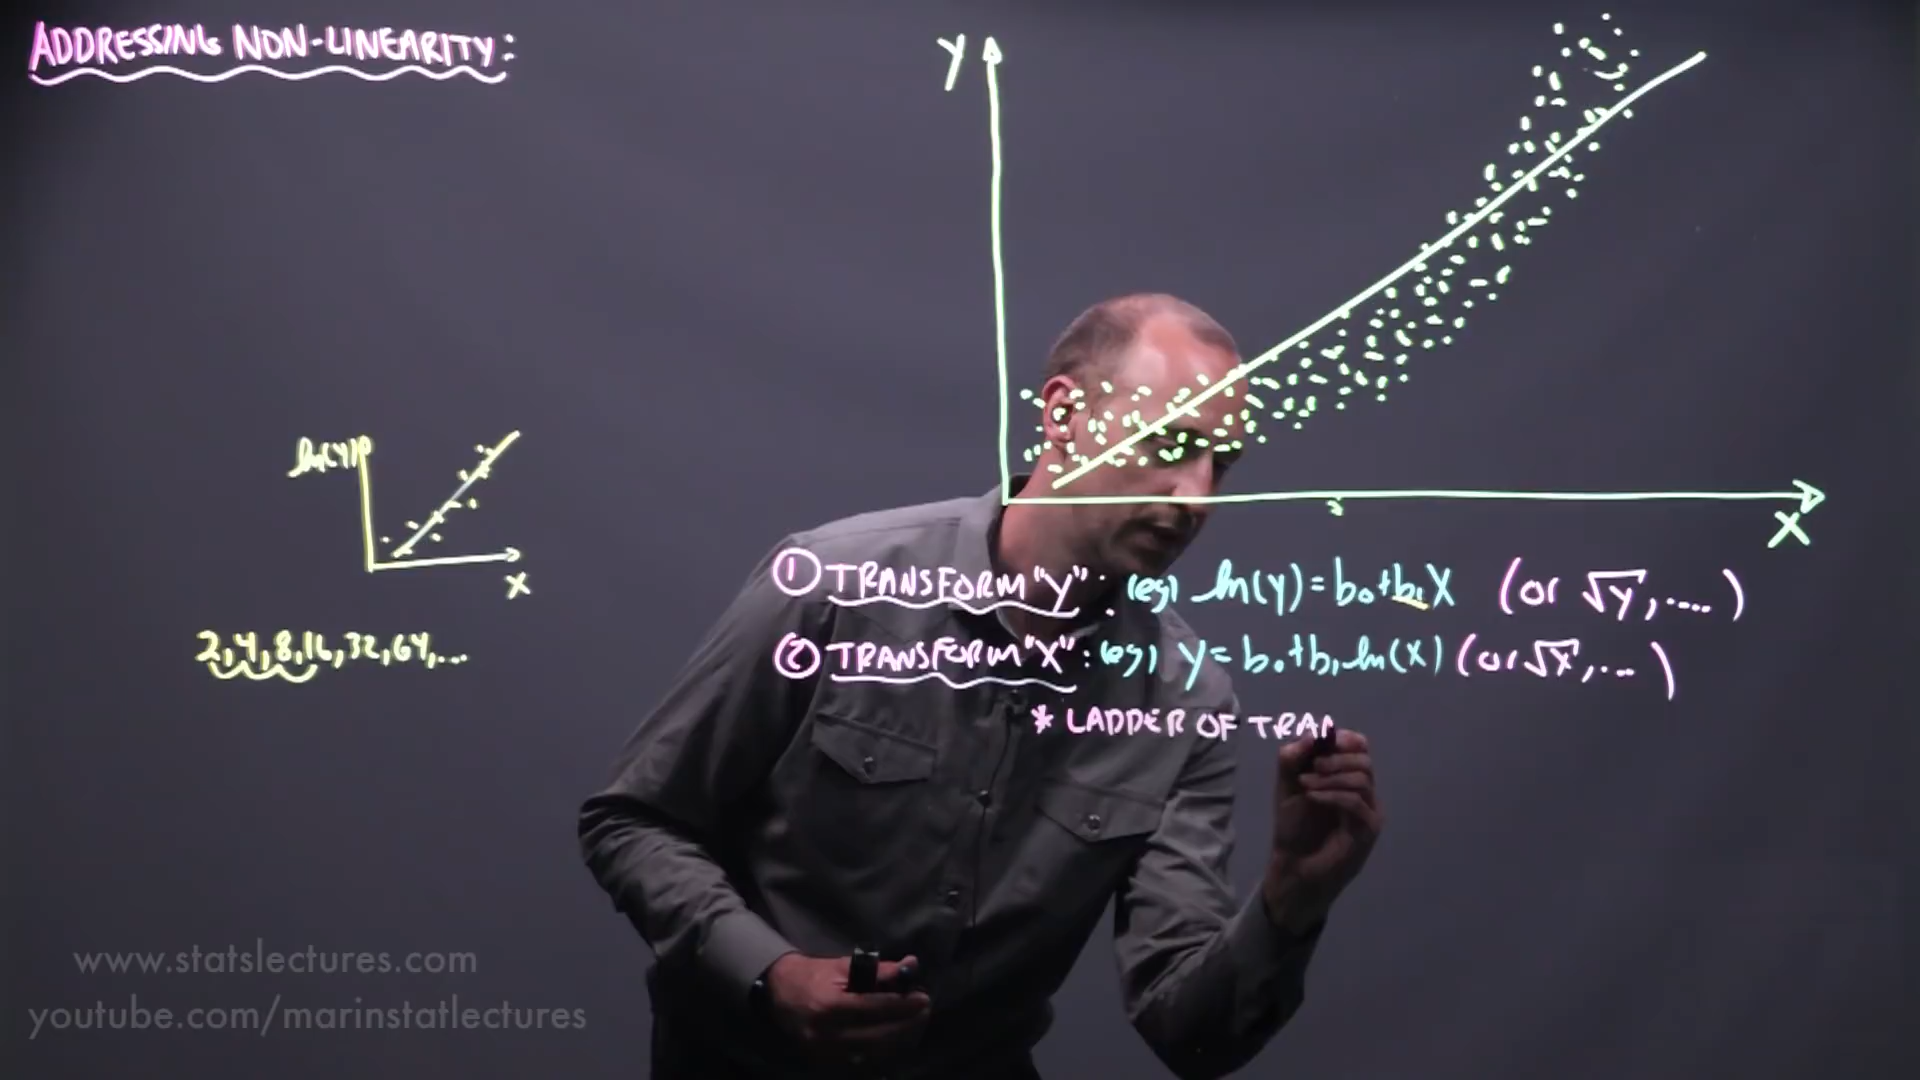 ADDRESSING NON-LINEARITY:
Y
X
ln(Y)
X
2,4,8,16,32,64,...
① TRANSFORM "Y": (eg) ln(y)=b₀+b₁X (or √y,....)
② TRANSFORM "X": (eg) y=b₀+b₁ln(x) (or √x,...)
* LADDER OF TRAN
www.statslectures.com
youtube.com/marinstatlectures